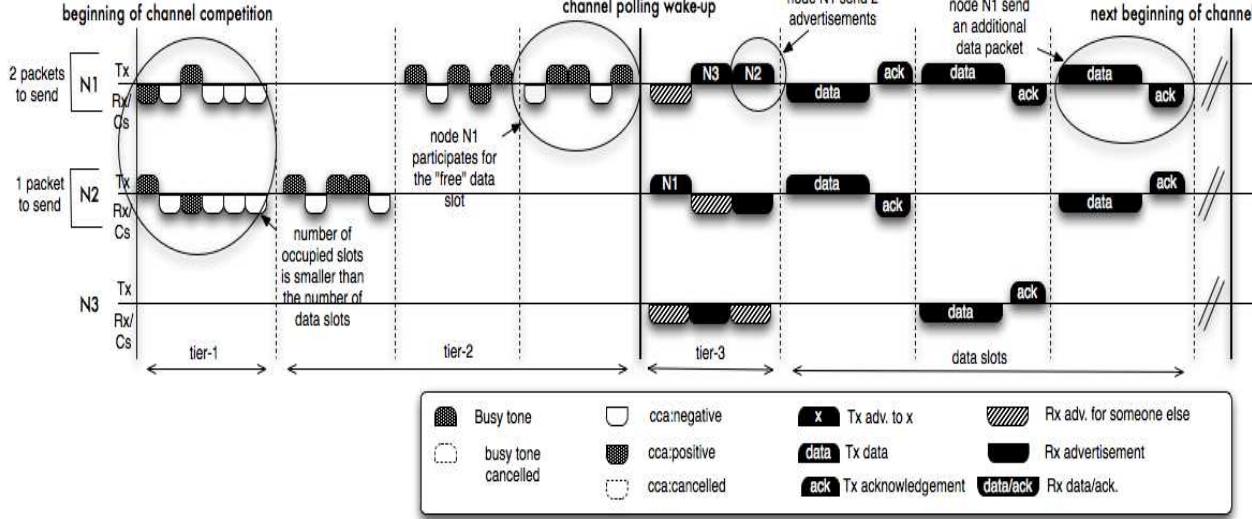 beginning of channel competition
channel polling wake-up
node N1 send 2
advertisements
node N1 send
an additional
data packet
next beginning of channel
2 packets
to send
N1
Tx
Rx/
Cs
N3
N2
data
ack
data
ack
data
ack
node N1
participates for
the "free" data
slot
1 packet
to send
N2
Tx
Rx/
Cs
N1
data
ack
data
ack
number of
occupied slots
is smaller than
the number of
data slots
N3
Tx
Rx/
Cs
data
ack
tier-1
tier-2
tier-3
data slots
Busy tone
cca:negative
x
Tx adv. to x
Rx adv. for someone else
busy tone
cancelled
cca:positive
data
Tx data
Rx advertisement
cca:cancelled
ack
Tx acknowledgement
data/ack
Rx data/ack.